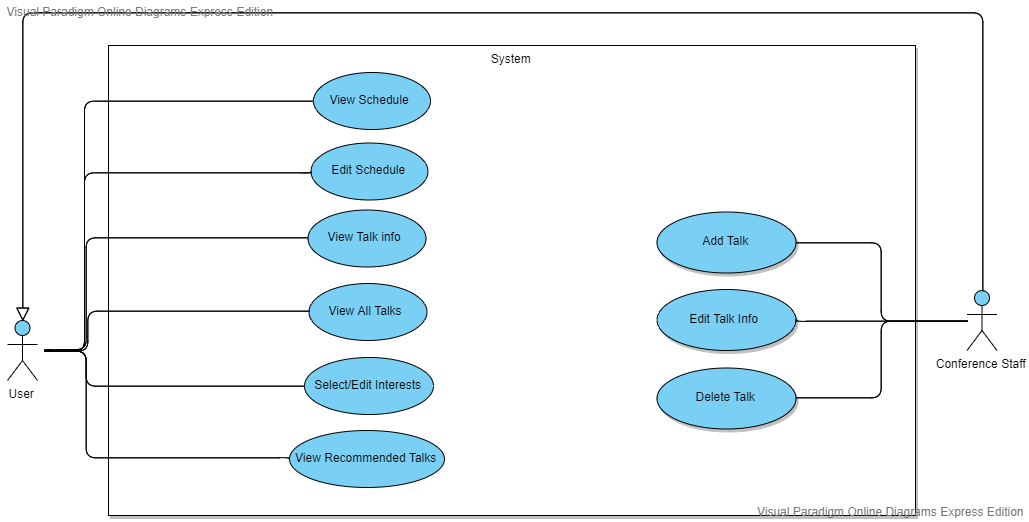 Visual Paradigm Online Diagrams Express Edition
System
View Schedule
Edit Schedule
View Talk info
View All Talks
Select/Edit Interests
View Recommended Talks
Add Talk
Edit Talk Info
Delete Talk
User
Conference Staff
Visual Paradigm Online Diagrams Express Edition